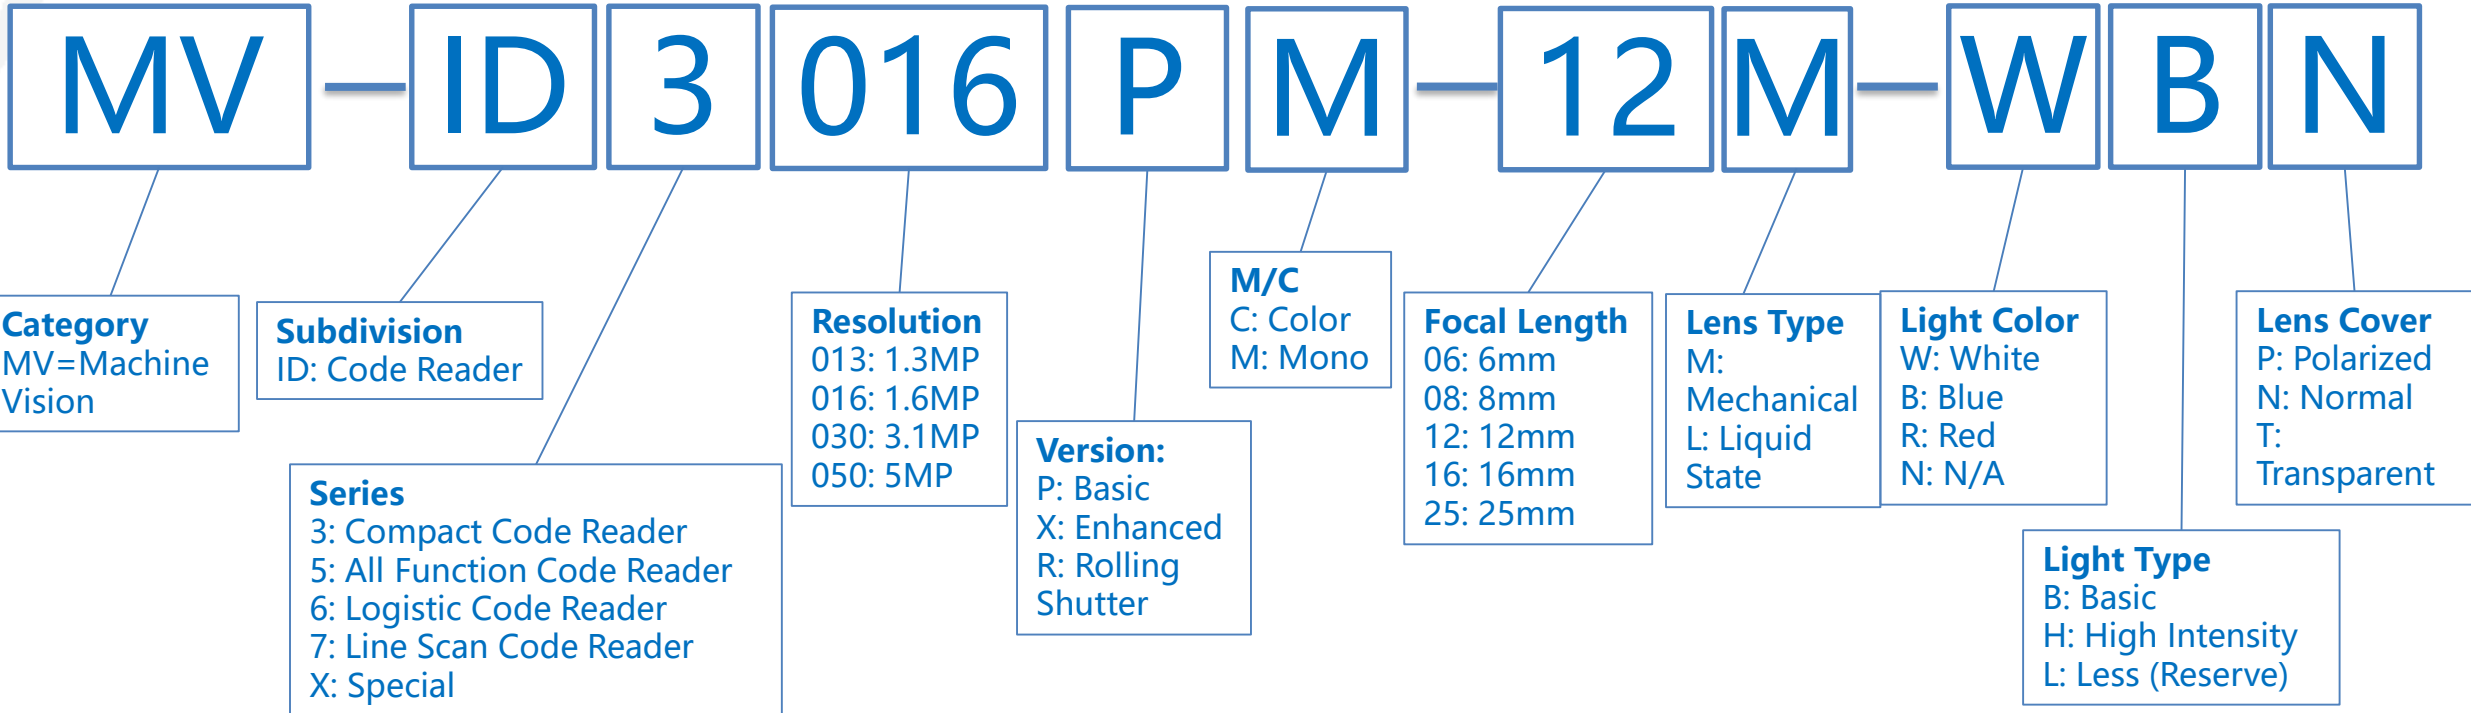 MV – ID 3 016 P M – 12 M – W B N
Category
MV=Machine
Vision
Subdivision
ID: Code Reader
Series
3: Compact Code Reader
5: All Function Code Reader
6: Logistic Code Reader
7: Line Scan Code Reader
X: Special
Resolution
013: 1.3MP
016: 1.6MP
030: 3.1MP
050: 5MP
Version:
P: Basic
X: Enhanced
R: Rolling
Shutter
M/C
C: Color
M: Mono
Focal Length
06: 6mm
08: 8mm
12: 12mm
16: 16mm
25: 25mm
Lens Type
M:
Mechanical
L: Liquid
State
Light Color
W: White
B: Blue
R: Red
N: N/A
Light Type
B: Basic
H: High Intensity
L: Less (Reserve)
Lens Cover
P: Polarized
N: Normal
T:
Transparent